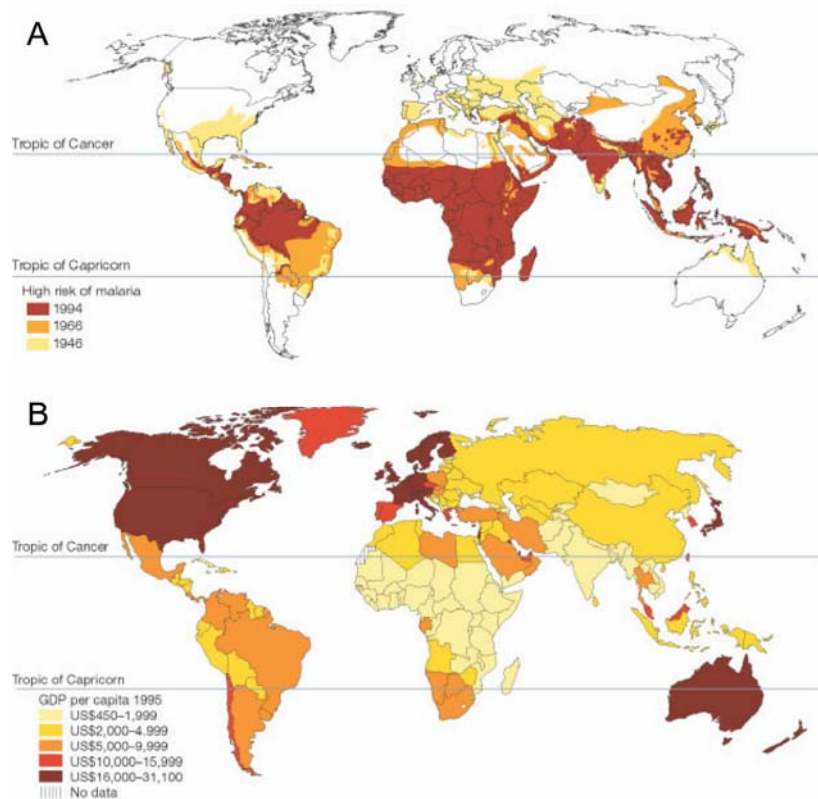 A
Tropic of Cancer
Tropic of Capricorn
High risk of malaria
1994
1966
1946
B
Tropic of Cancer
Tropic of Capricorn
GDP per capita 1995
US$450–1,999
US$2,000–4.999
US$5,000–9,999
US$10,000–15,999
US$16,000–31,100
No data